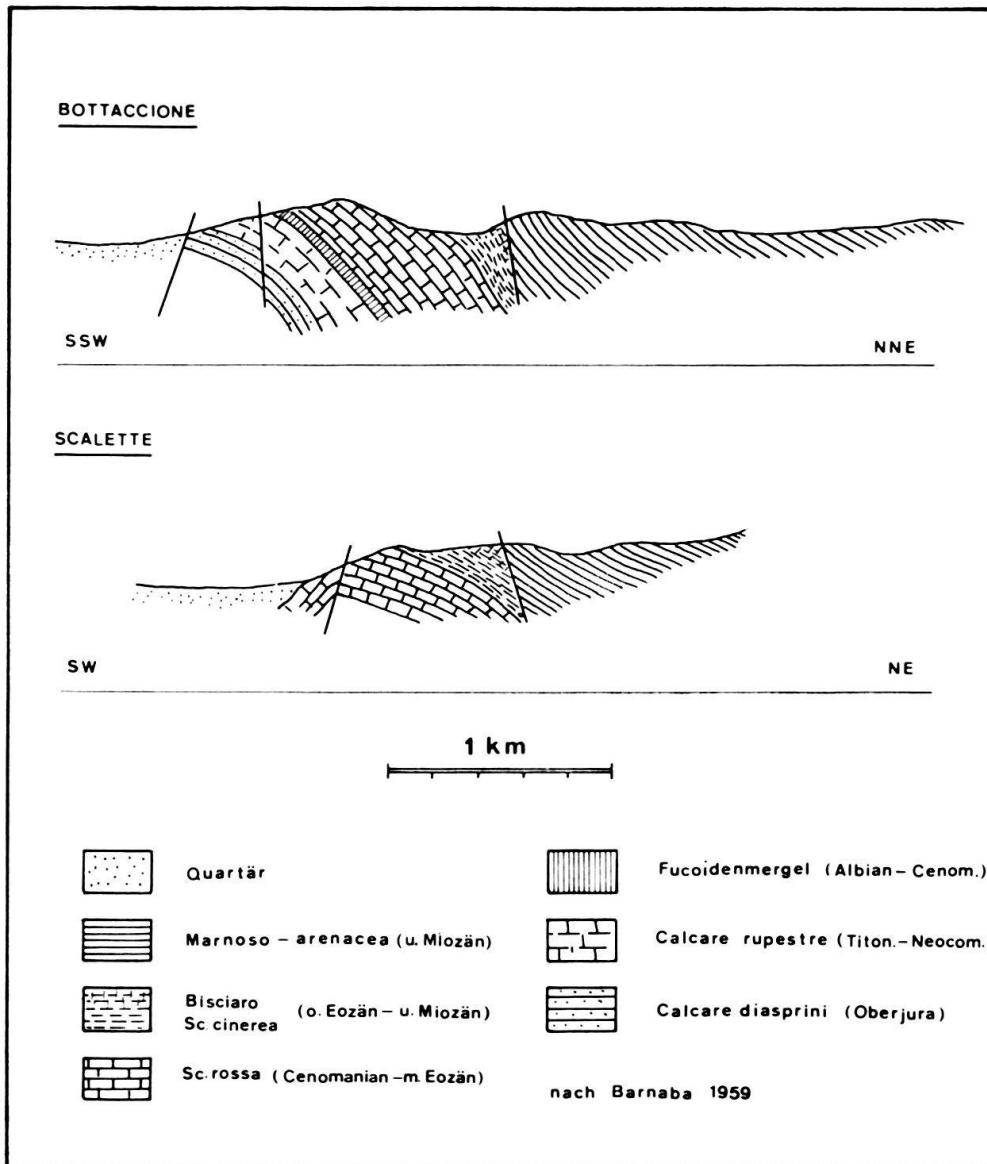 BOTTACCIONE
SSW
NNE
SCALETTE
SW
NE
1 km
Quartär
Marnoso – arenacea (u. Miozän)
Bisciaro
Sc. cinerea (o. Eozän – u. Miozän)
Sc. rossa (Cenomanian – m. Eozän)
Fucoidenmergel (Albian – Cenom.)
Calcare rupestre (Titon. – Neocom.
Calcare diasprini (Oberjura)
nach Barnaba 1959